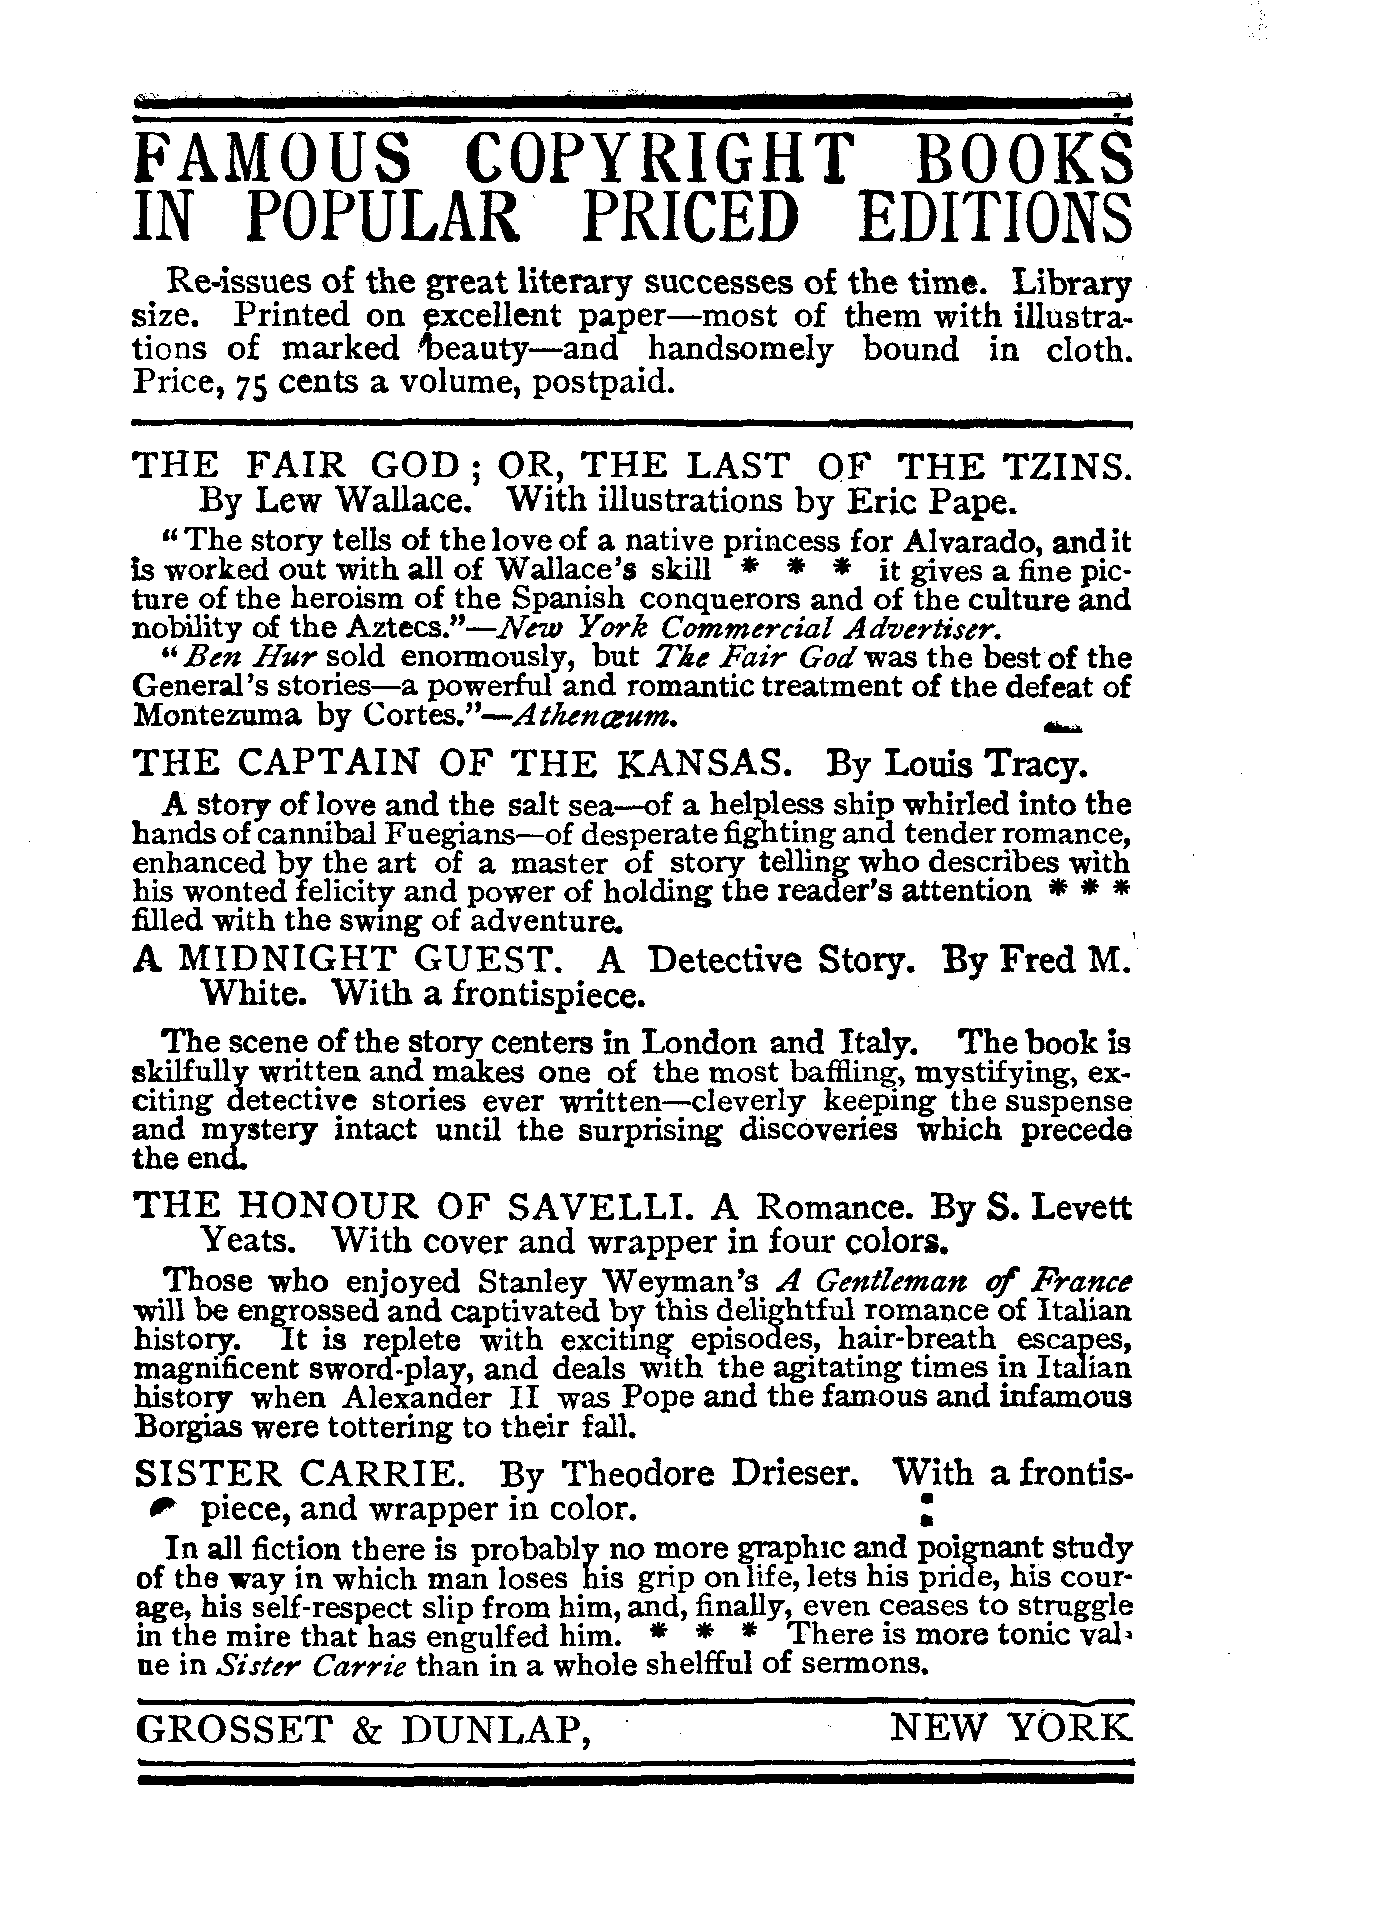 FAMOUS COPYRIGHT BOOKS
IN POPULAR PRICED EDITIONS
Re-issues of the great literary successes of the time. Library
size. Printed on excellent paper—most of them with illustra-
tions of marked beauty—and handsomely bound in cloth.
Price, 75 cents a volume, postpaid.
THE FAIR GOD; OR, THE LAST OF THE TZINS.
By Lew Wallace. With illustrations by Eric Pape.
"The story tells of the love of a native princess for Alvarado, and it
is worked out with all of Wallace's skill * * * it gives a fine pic-
ture of the heroism of the Spanish conquerors and of the culture and
nobility of the Aztecs."—New York Commercial Advertiser.
"Ben Hur sold enormously, but The Fair God was the best of the
General's stories—a powerful and romantic treatment of the defeat of
Montezuma by Cortes."—Athenæum.
THE CAPTAIN OF THE KANSAS. By Louis Tracy.
A story of love and the salt sea—of a helpless ship whirled into the
hands of cannibal Fuegians—of desperate fighting and tender romance,
enhanced by the art of a master of story telling who describes with
his wonted felicity and power of holding the reader's attention * * *
filled with the swing of adventure.
A MIDNIGHT GUEST. A Detective Story. By Fred M.
White. With a frontispiece.
The scene of the story centers in London and Italy. The book is
skilfully written and makes one of the most baffling, mystifying, ex-
citing detective stories ever written—cleverly keeping the suspense
and mystery intact until the surprising discoveries which precede
the end.
THE HONOUR OF SAVELLI. A Romance. By S. Levett
Yeats. With cover and wrapper in four colors.
Those who enjoyed Stanley Weyman's A Gentleman of France
will be engrossed and captivated by this delightful romance of Italian
history. It is replete with exciting episodes, hair-breath escapes,
magnificent sword-play, and deals with the agitating times in Italian
history when Alexander II was Pope and the famous and infamous
Borgias were tottering to their fall.
SISTER CARRIE. By Theodore Drieser. With a frontis-
piece, and wrapper in color.
In all fiction there is probably no more graphic and poignant study
of the way in which man loses his grip on life, lets his pride, his cour-
age, his self-respect slip from him, and, finally, even ceases to struggle
in the mire that has engulfed him. * * * There is more tonic val-
ue in Sister Carrie than in a whole shelfful of sermons.
GROSSET & DUNLAP, NEW YORK